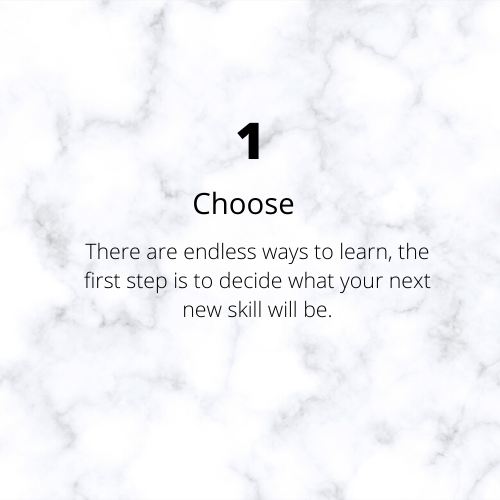 1
Choose
There are endless ways to learn, the
first step is to decide what your next
new skill will be.